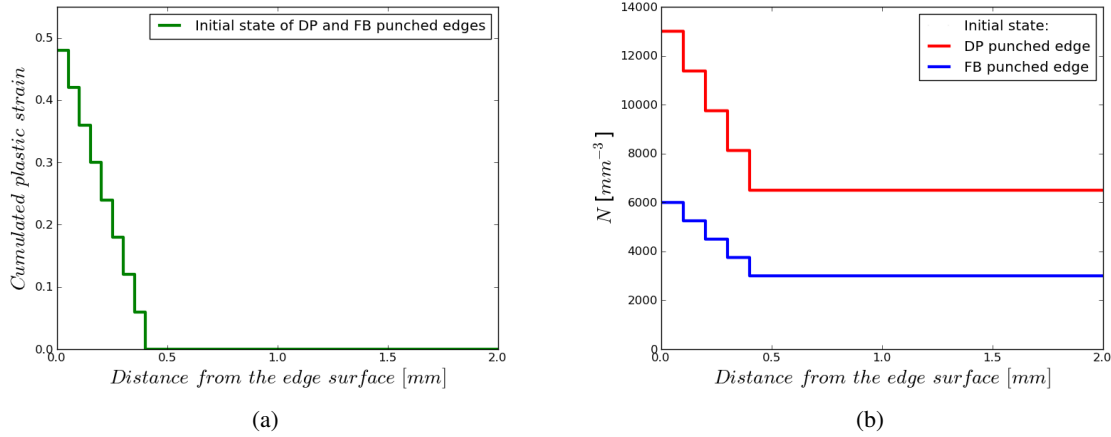 0.5
0.4
0.3
0.2
0.1
0.0
Cumulated plastic strain
Initial state of DP and FB punched edges
0.0 0.5 1.0 1.5 2.0
Distance from the edge surface [mm]
(a)
14000
12000
10000
8000
6000
4000
2000
0
N [mm⁻³]
Initial state:
DP punched edge
FB punched edge
0.0 0.5 1.0 1.5 2.0
Distance from the edge surface [mm]
(b)